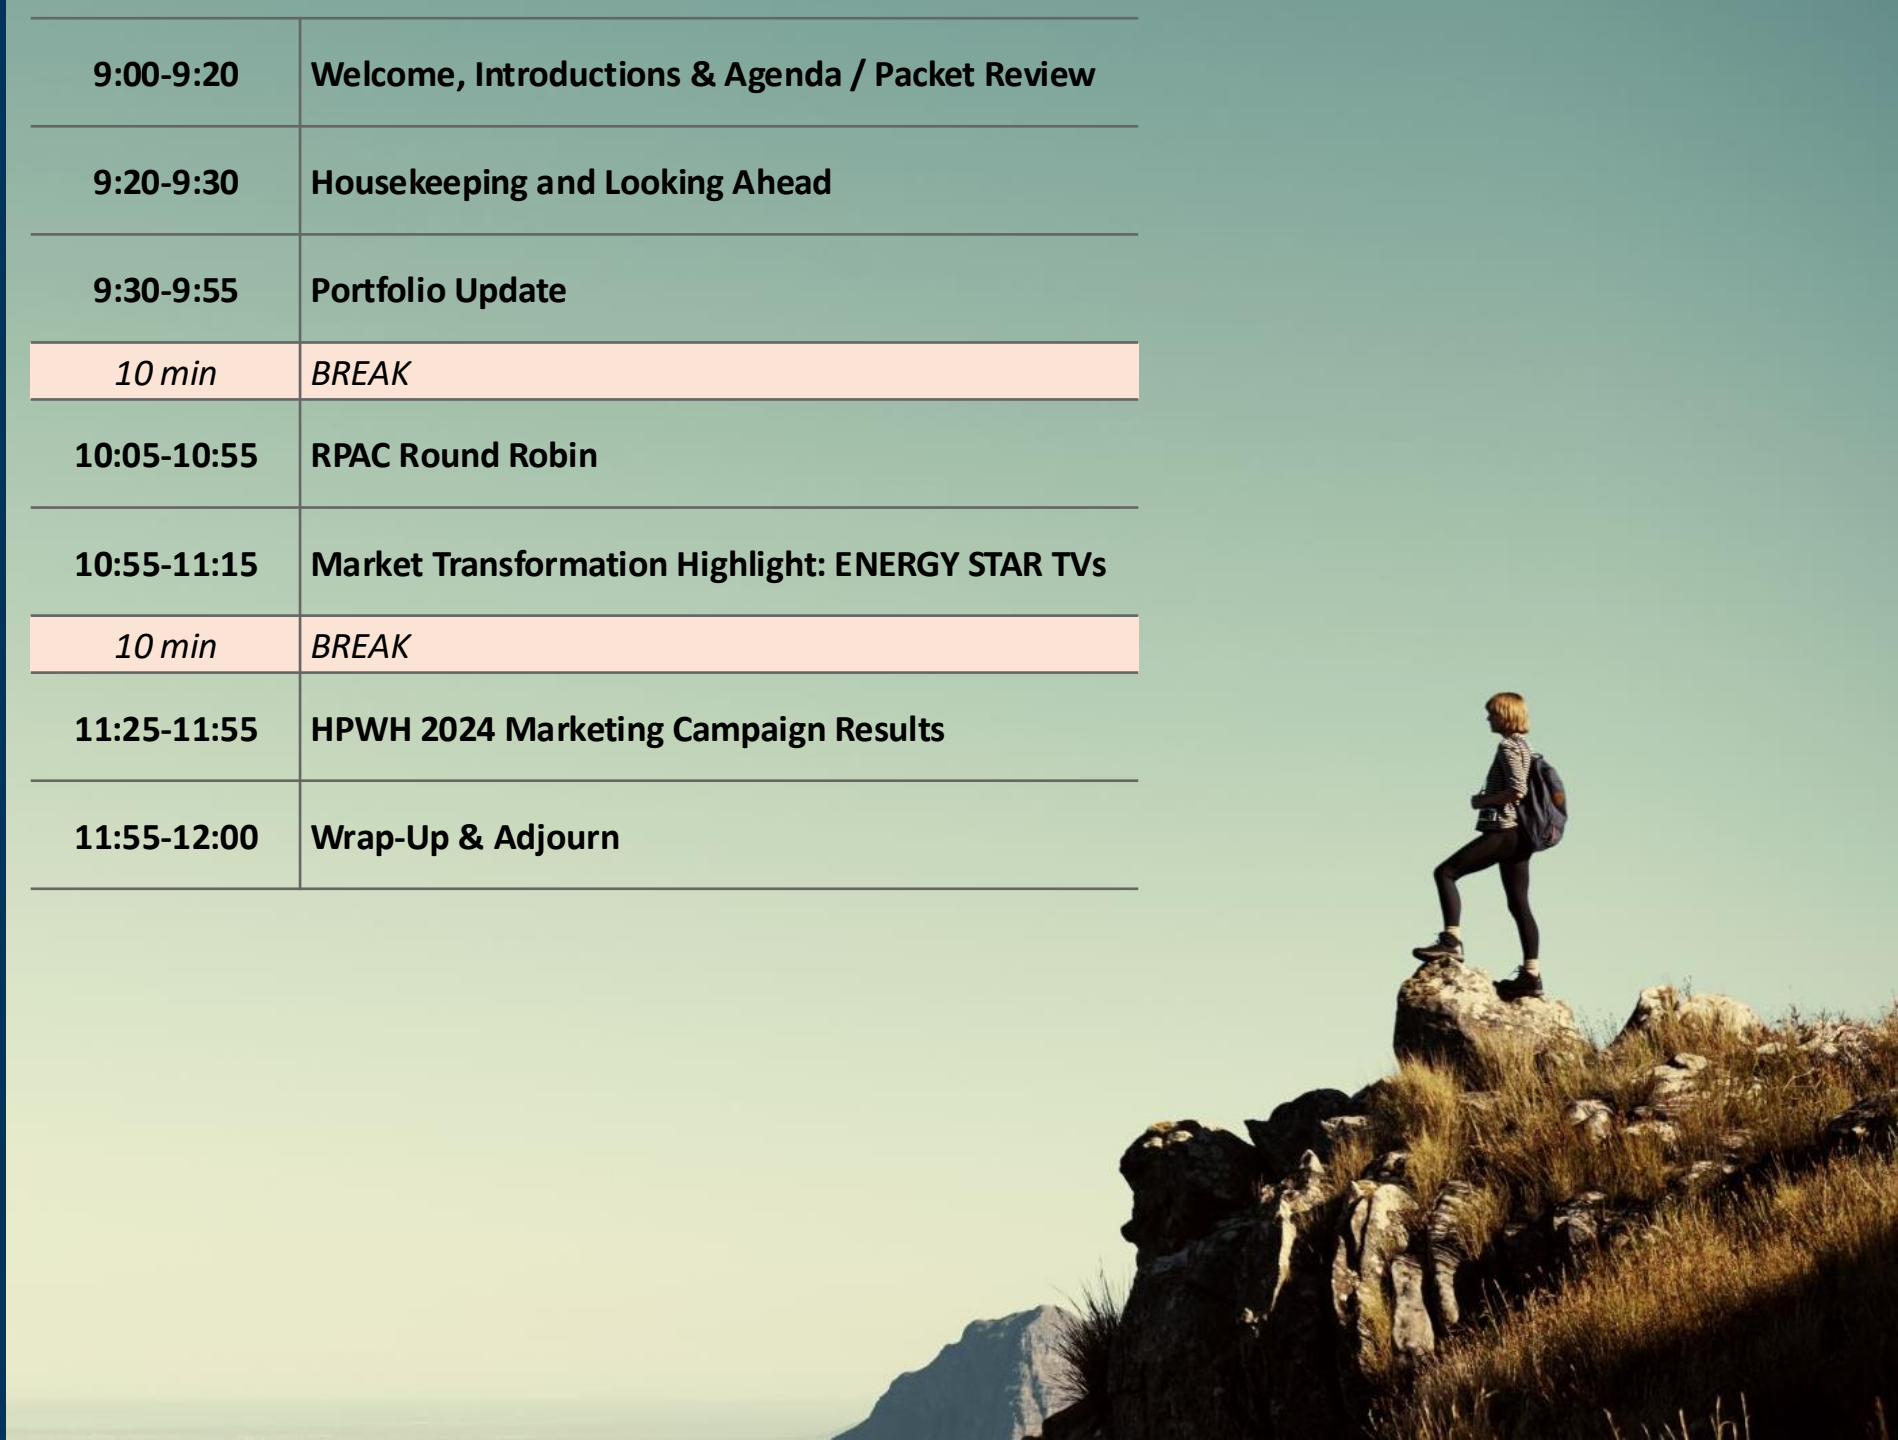 9:00-9:20 Welcome, Introductions & Agenda / Packet Review
9:20-9:30 Housekeeping and Looking Ahead
9:30-9:55 Portfolio Update
10 min BREAK
10:05-10:55 RPAC Round Robin
10:55-11:15 Market Transformation Highlight: ENERGY STAR TVs
10 min BREAK
11:25-11:55 HPWH 2024 Marketing Campaign Results
11:55-12:00 Wrap-Up & Adjourn